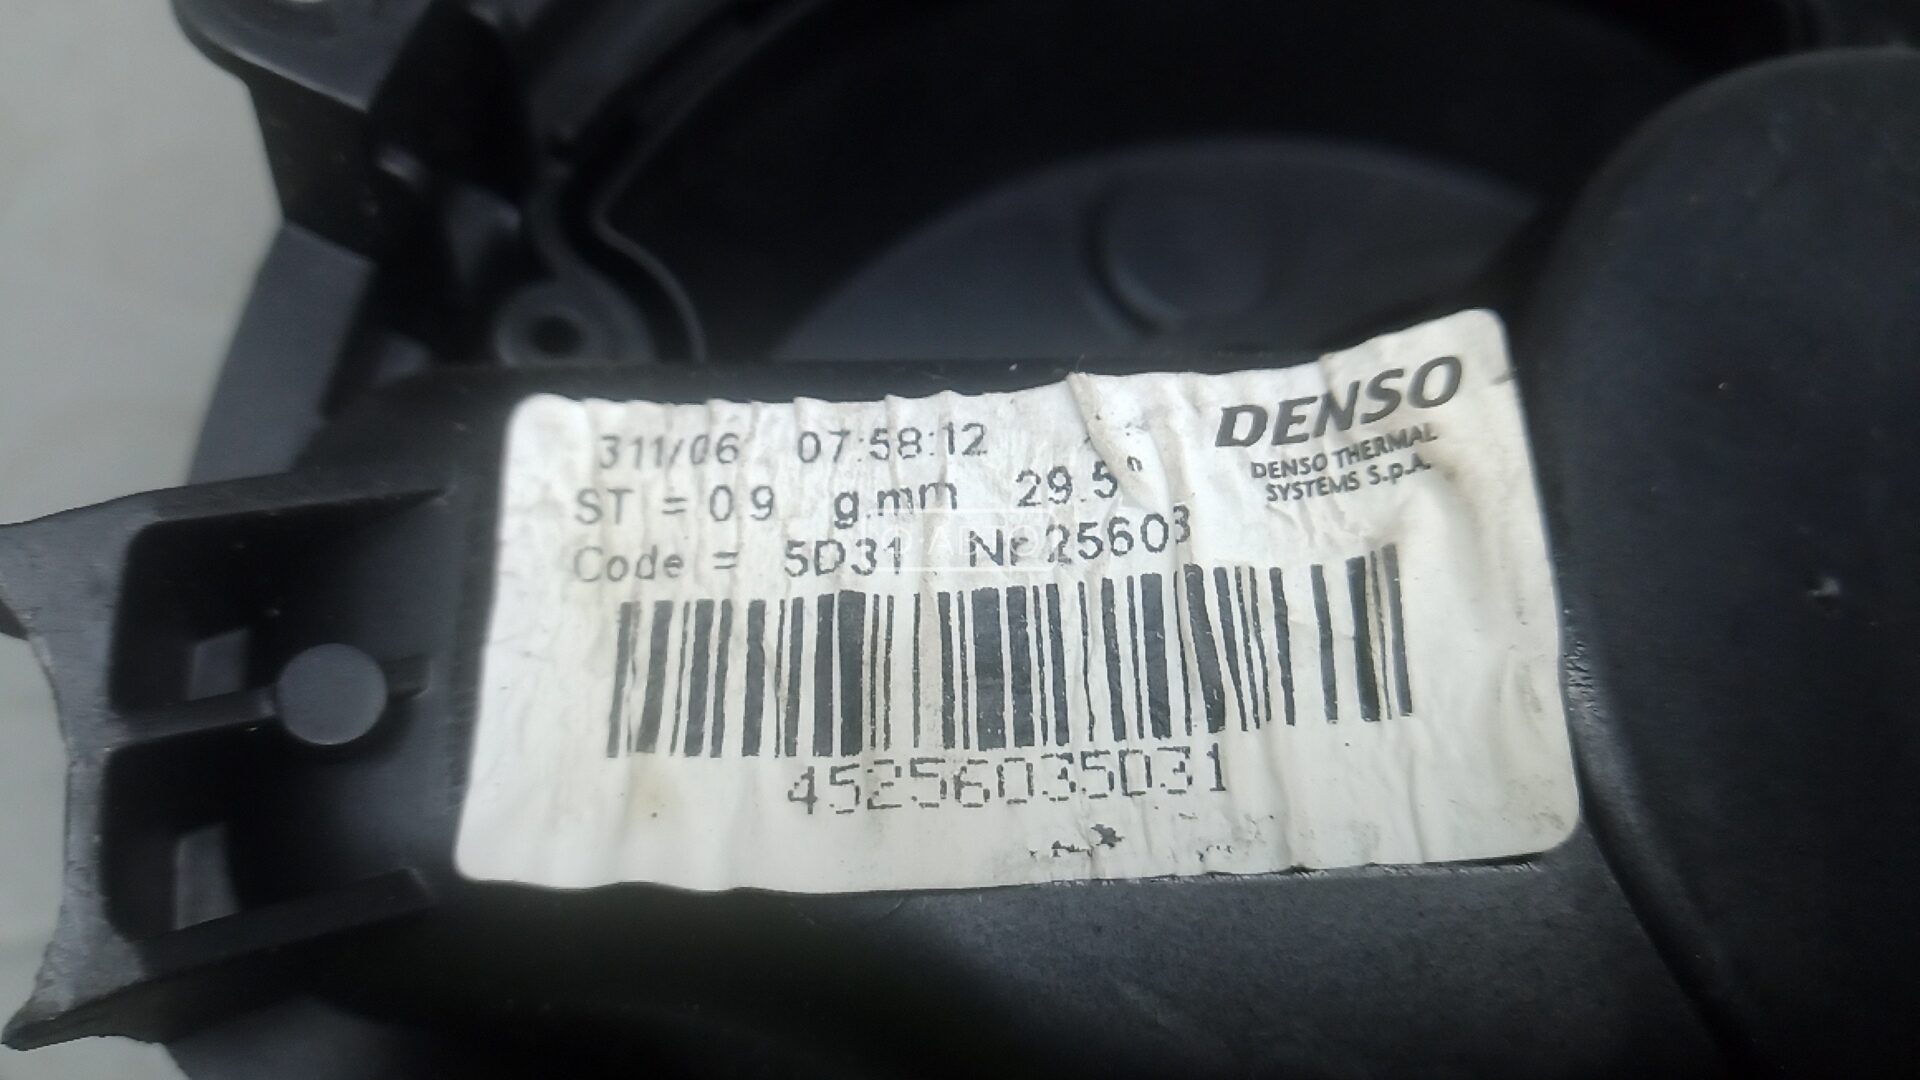 311/06 07:58:12
DENSO
DENSO THERMAL
SYSTEMS S.p.A.
ST = 0.9 g.mm 29.5°
Code = 5D31 Nr 25603
45256035D31